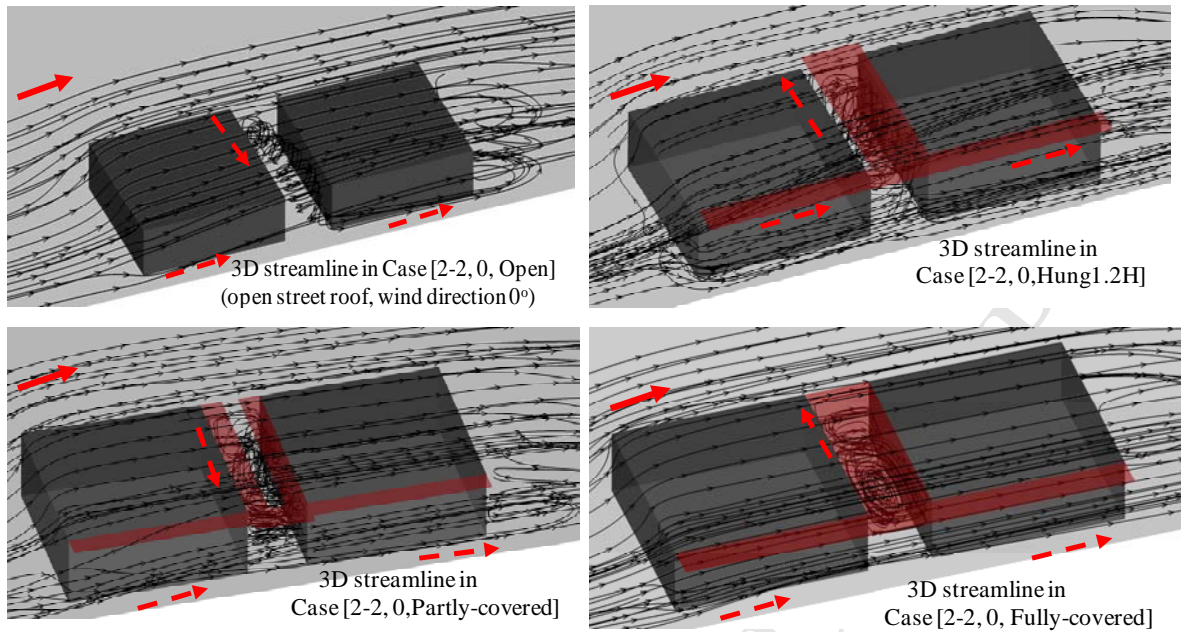 3D streamline in Case [2-2, 0, Open]
(open street roof, wind direction 0°)
3D streamline in
Case [2-2, 0,Hung1.2H]
3D streamline in
Case [2-2, 0,Partly-covered]
3D streamline in
Case [2-2, 0, Fully-covered]